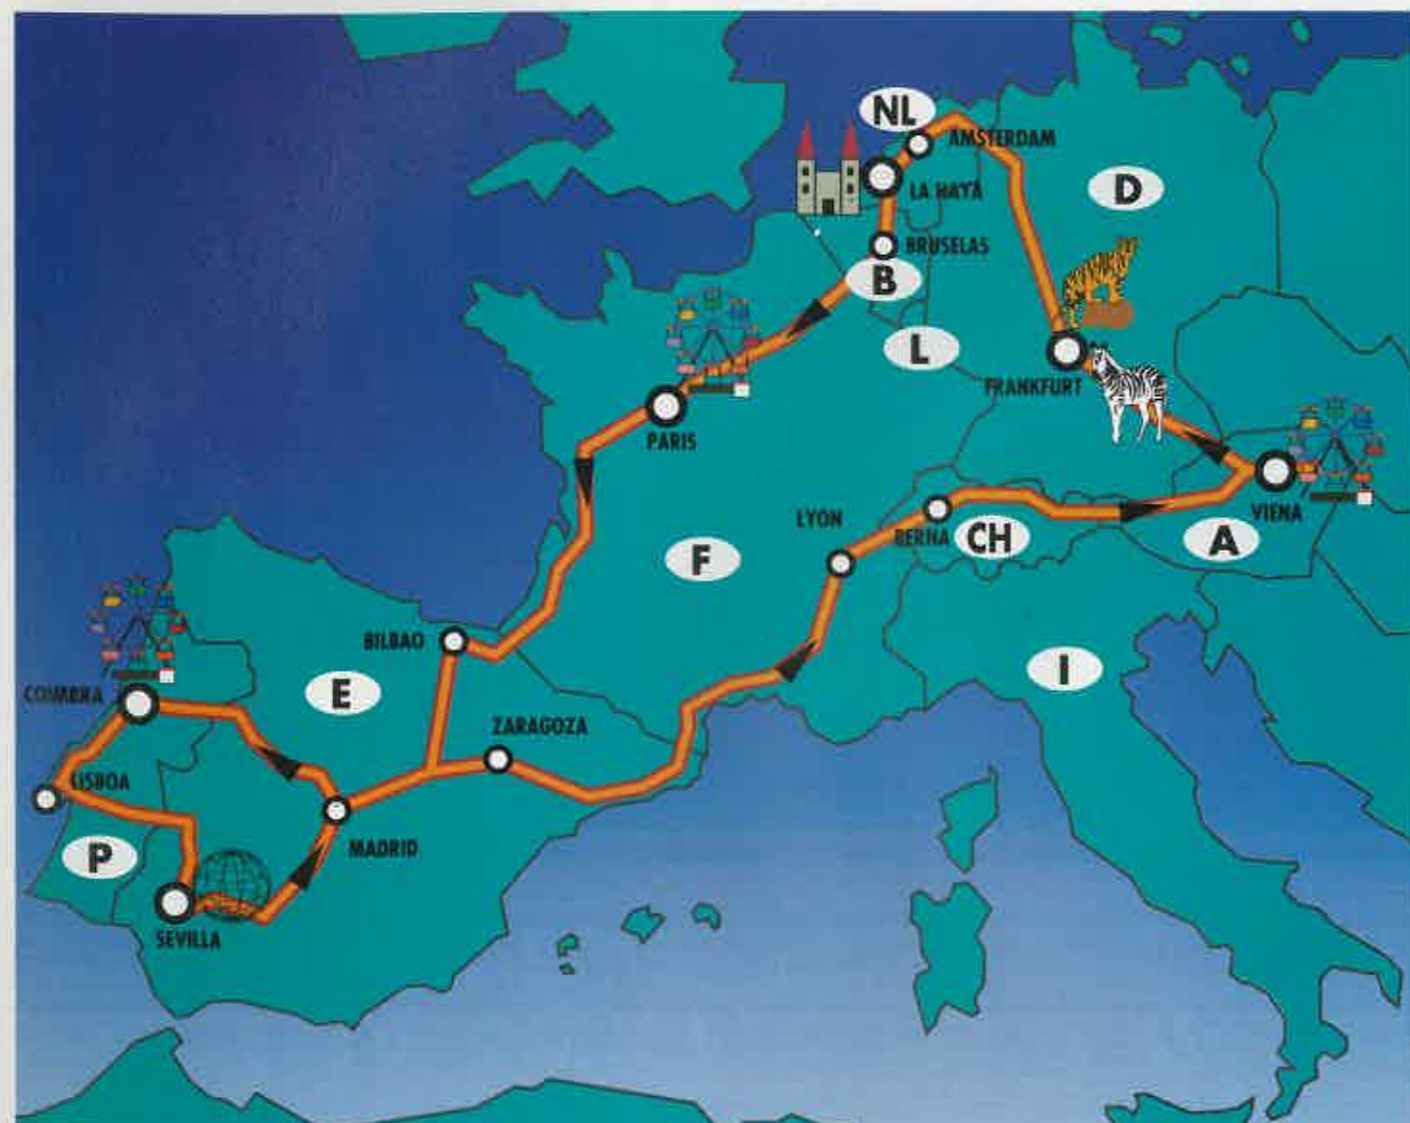 NL
AMSTERDAM
LA HAYA
D
BRUSELAS
B
L
FRANKFURT
PARIS
VIENA
LYON
BERNA
CH
A
F
BILBAO
E
I
COIMBRA
ZARAGOZA
LISBOA
MADRID
P
SEVILLA